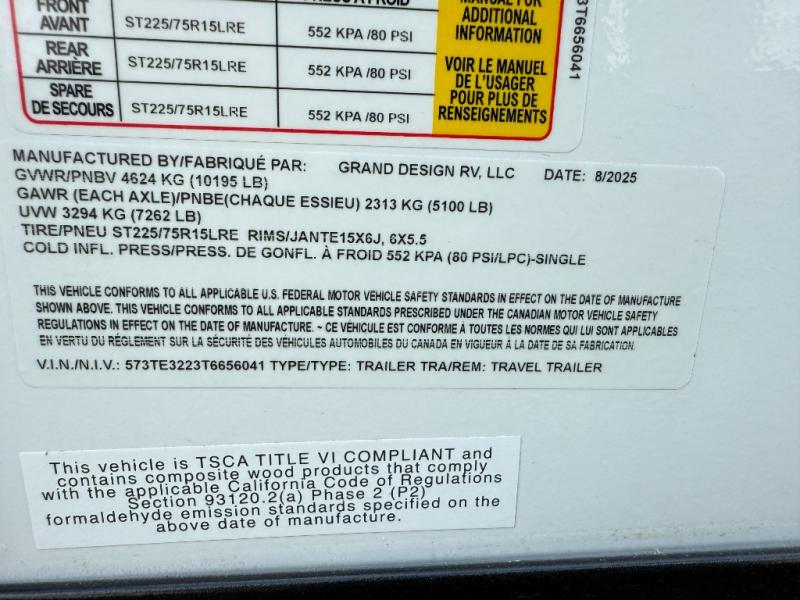 FRONT
AVANT ST225/75R15LRE 552 KPA /80 PSI
REAR
ARRIÈRE ST225/75R15LRE 552 KPA /80 PSI
SPARE
DE SECOURS ST225/75R15LRE 552 KPA /80 PSI
MANUAL FOR
ADDITIONAL
INFORMATION
VOIR LE MANUEL
DE L'USAGER
POUR PLUS DE
RENSEIGNEMENTS
3T6656041
MANUFACTURED BY/FABRIQUÉ PAR: GRAND DESIGN RV, LLC DATE: 8/2025
GVWR/PNBV 4624 KG (10195 LB)
GAWR (EACH AXLE)/PNBE(CHAQUE ESSIEU) 2313 KG (5100 LB)
UVW 3294 KG (7262 LB)
TIRE/PNEU ST225/75R15LRE RIMS/JANTE15X6J, 6X5.5
COLD INFL. PRESS/PRESS. DE GONFL. À FROID 552 KPA (80 PSI/LPC)-SINGLE
THIS VEHICLE CONFORMS TO ALL APPLICABLE U.S. FEDERAL MOTOR VEHICLE SAFETY STANDARDS IN EFFECT ON THE DATE OF MANUFACTURE
SHOWN ABOVE. THIS VEHICLE CONFORMS TO ALL APPLICABLE STANDARDS PRESCRIBED UNDER THE CANADIAN MOTOR VEHICLE SAFETY
REGULATIONS IN EFFECT ON THE DATE OF MANUFACTURE. ~ CE VÉHICULE EST CONFORME À TOUTES LES NORMES QUI LUI SONT APPLICABLES
EN VERTU DU RÉGLEMENT SUR LA SÉCURITÉ DES VÉHICULES AUTOMOBILES DU CANADA EN VIGUEUR À LA DATE DE SA FABRICATION.
V.I.N./N.I.V.: 573TE3223T6656041 TYPE/TYPE: TRAILER TRA/REM: TRAVEL TRAILER
This vehicle is TSCA TITLE VI COMPLIANT and
contains composite wood products that comply
with the applicable California Code of Regulations
Section 93120.2(a) Phase 2 (P2)
formaldehyde emission standards specified on the
above date of manufacture.